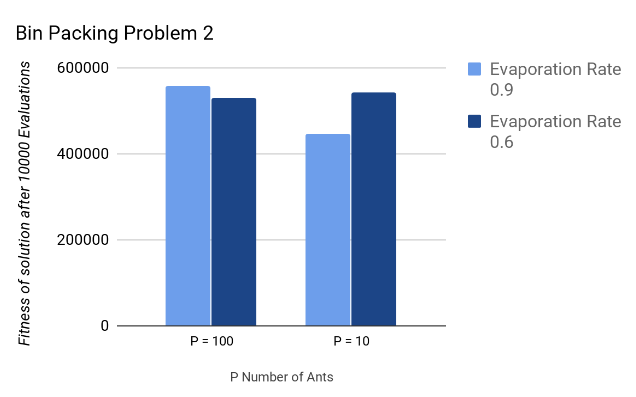 Bin Packing Problem 2
Fitness of solution after 10000 Evaluations
600000
400000
200000
0
P = 100
P = 10
P Number of Ants
Evaporation Rate
0.9
Evaporation Rate
0.6